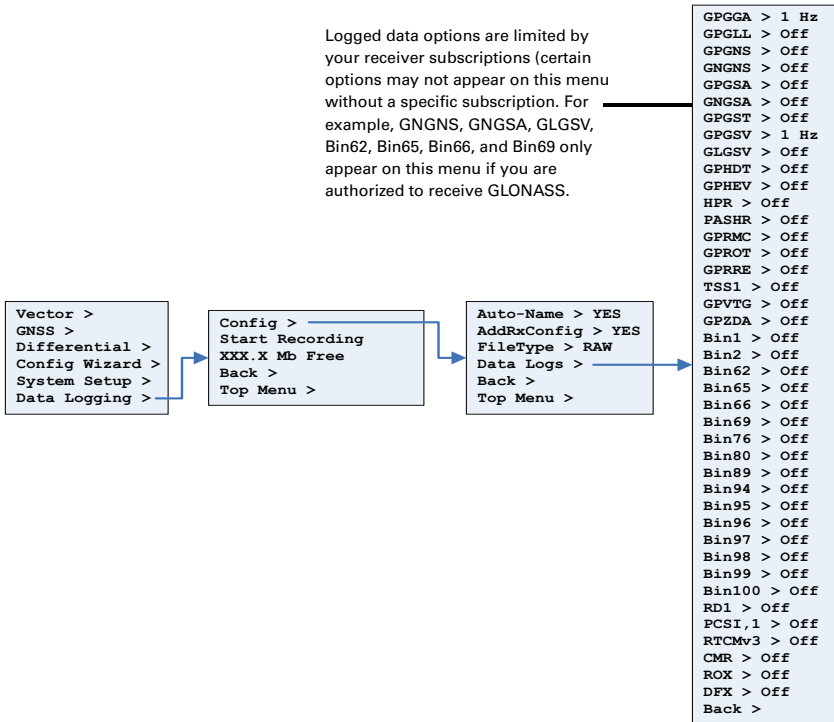 Logged data options are limited by
your receiver subscriptions (certain
options may not appear on this menu
without a specific subscription. For
example, GNGNS, GNGSA, GLGSV,
Bin62, Bin65, Bin66, and Bin69 only
appear on this menu if you are
authorized to receive GLONASS.
Vector >
GNSS >
Differential >
Config Wizard >
System Setup >
Data Logging >
Config >
Start Recording
XXX.X Mb Free
Back >
Top Menu >
Auto-Name > YES
AddRxConfig > YES
FileType > RAW
Data Logs >
Back >
Top Menu >
GPGGA > 1 Hz
GPGLL > Off
GPGNS > Off
GNGNS > Off
GPGSA > Off
GNGSA > Off
GPGST > Off
GPGSV > 1 Hz
GLGSV > Off
GPHDT > Off
GPHEV > Off
HPR > Off
PASHR > Off
GPRMC > Off
GPROT > Off
GPRRE > Off
TSS1 > Off
GPVTG > Off
GPZDA > Off
Bin1 > Off
Bin2 > Off
Bin62 > Off
Bin65 > Off
Bin66 > Off
Bin69 > Off
Bin76 > Off
Bin80 > Off
Bin89 > Off
Bin94 > Off
Bin95 > Off
Bin96 > Off
Bin97 > Off
Bin98 > Off
Bin99 > Off
Bin100 > Off
RD1 > Off
PCSI,1 > Off
RTCMv3 > Off
CMR > Off
ROX > Off
DFX > Off
Back >